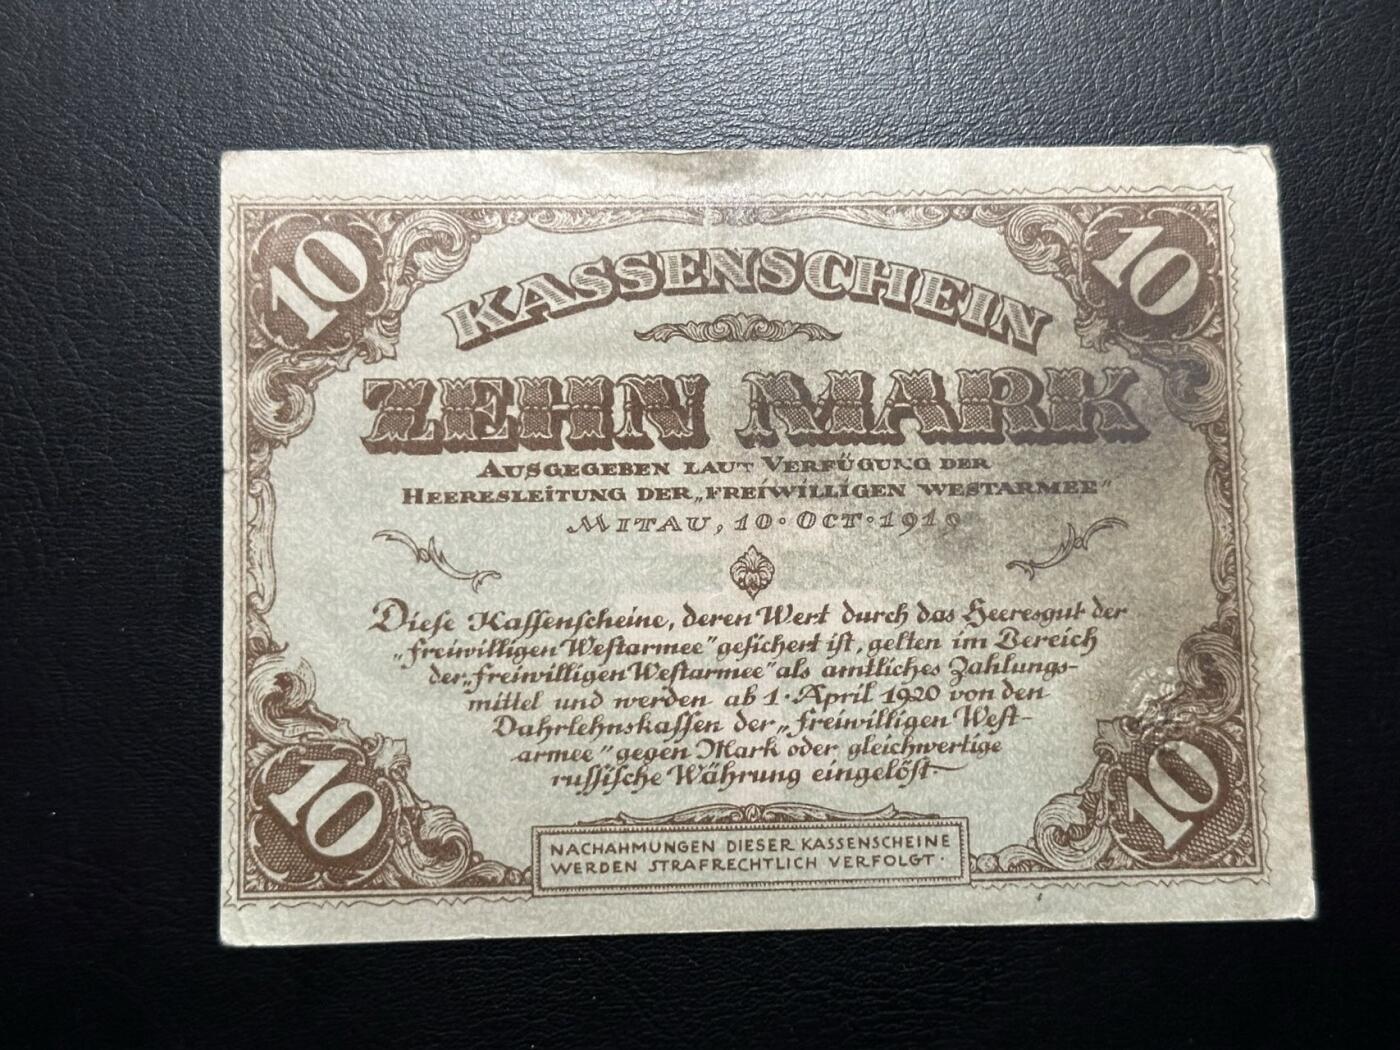 10
10
KASSENSCHEIN
ZEHN MARK
AUSGEGEBEN LAUT VERFÜGUNG DER
HEERESLEITUNG DER „FREIWILLIGEN WESTARMEE"
MITAU, 10. OCT. 1919
Diese Kassenscheine, deren Wert durch das Heeresgut der
„freiwilligen Westarmee" gesichert ist, gelten im Bereich
der „freiwilligen Westarmee" als amtliches Zahlungs-
mittel und werden ab 1. April 1920 von den
Dahrlehnskassen der „freiwilligen West-
armee" gegen Mark oder gleichwertige
russische Währung eingelöst.
10
10
NACHAHMUNGEN DIESER KASSENSCHEINE
WERDEN STRAFRECHTLICH VERFOLGT.